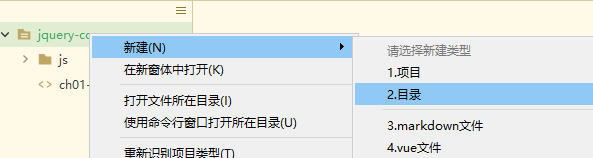 jquery-co
js
ch01-
新建(N)
在新窗体中打开(K)
打开文件所在目录(I)
使用命令行窗口打开所在目录(U)
重新识别项目类型(T)
请选择新建类型
1.项目
2.目录
3.markdown文件
4.vue文件